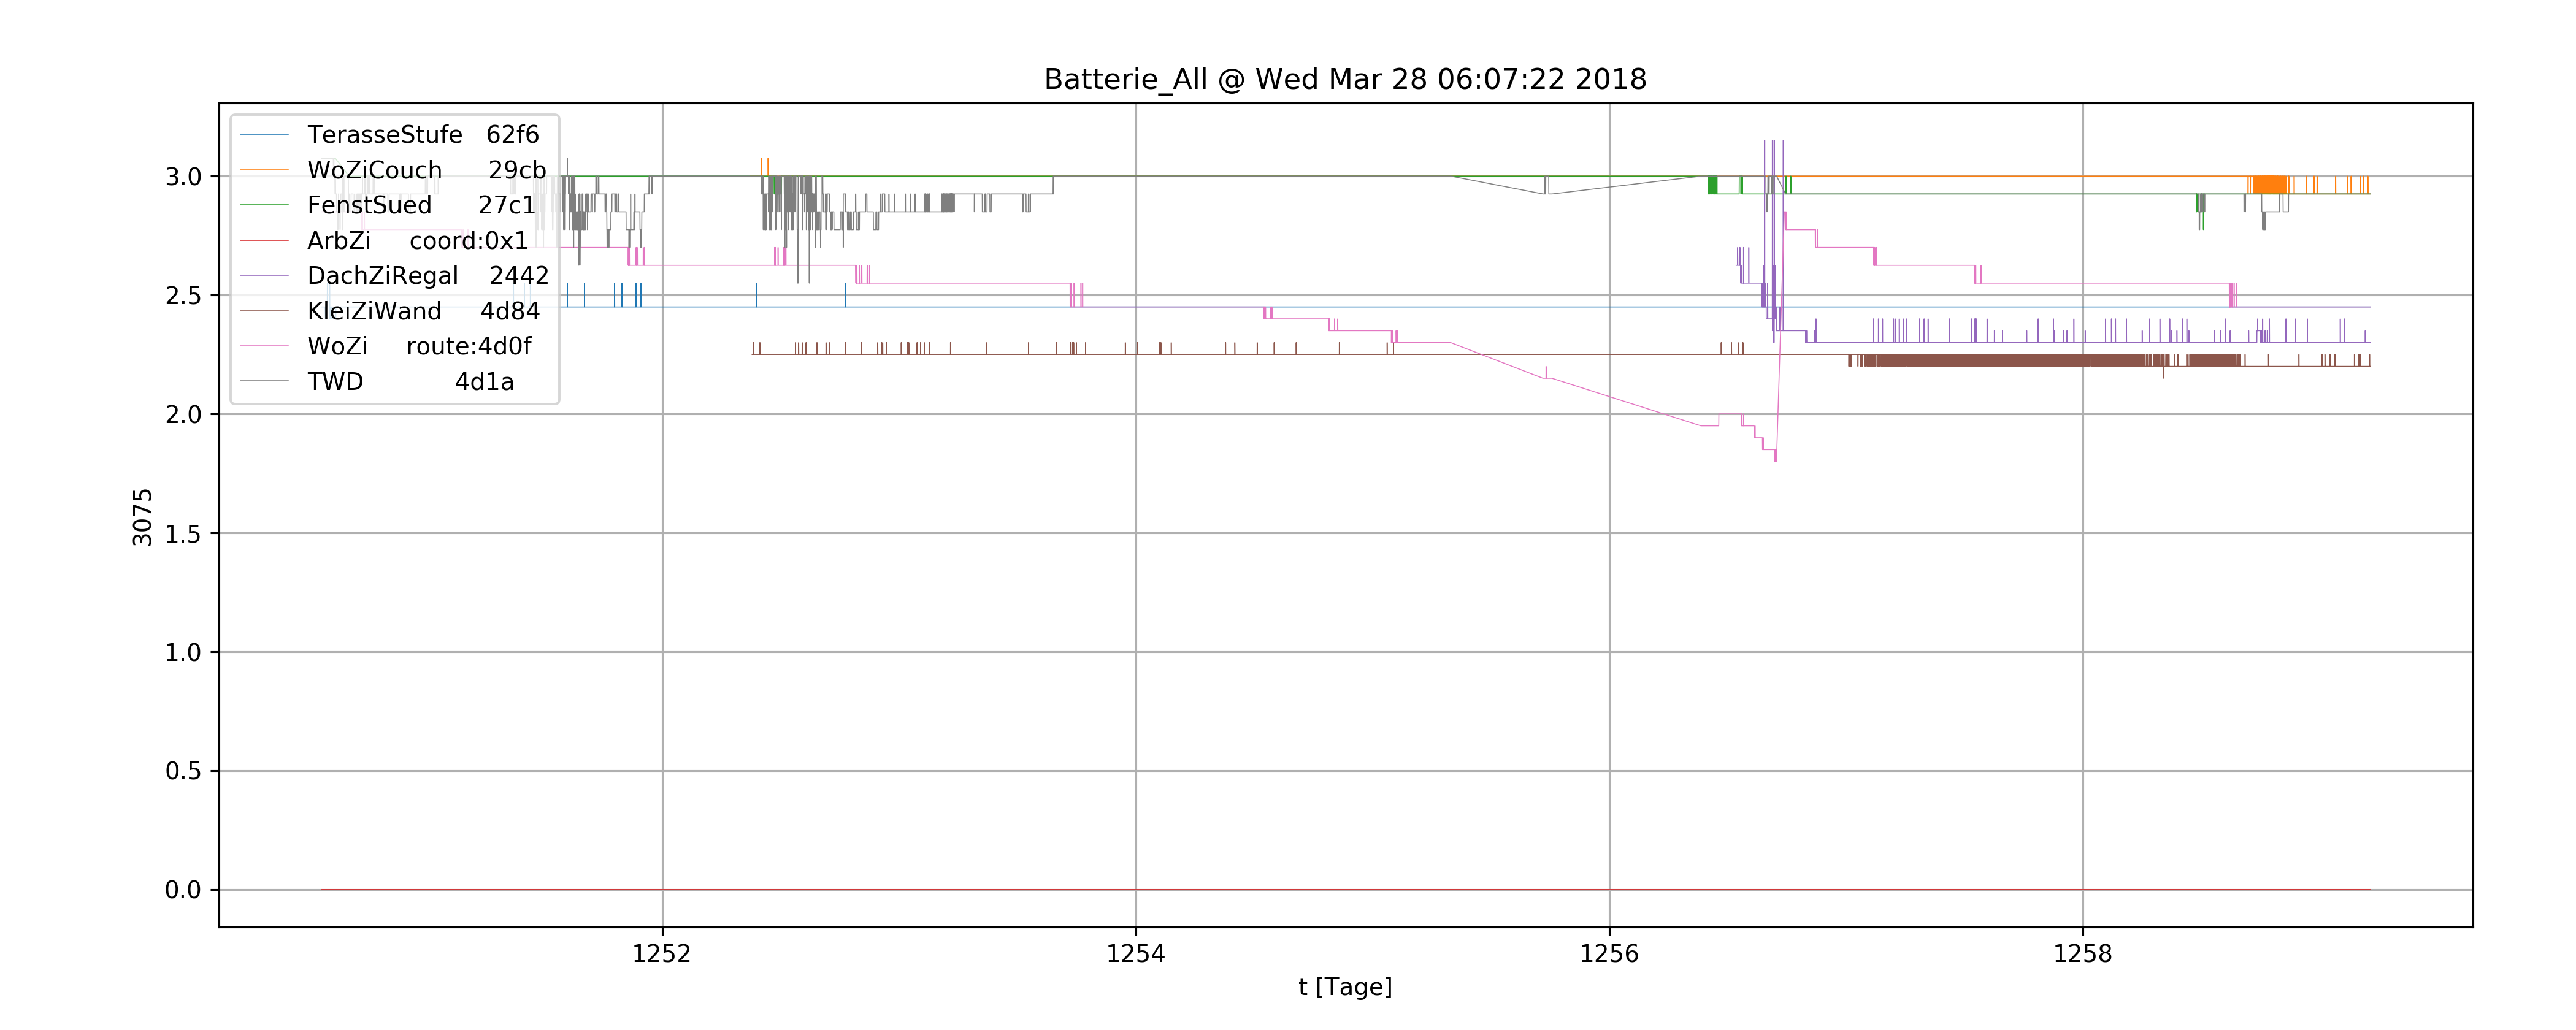 Batterie_All @ Wed Mar 28 06:07:22 2018
TerasseStufe 62f6
WoZiCouch 29cb
FenstSued 27c1
ArbZi coord:0x1
DachZiRegal 2442
KleiZiWand 4d84
WoZi route:4d0f
TWD 4d1a
3.0
2.5
2.0
1.5
1.0
0.5
0.0
3075
1252 1254 1256 1258
t [Tage]